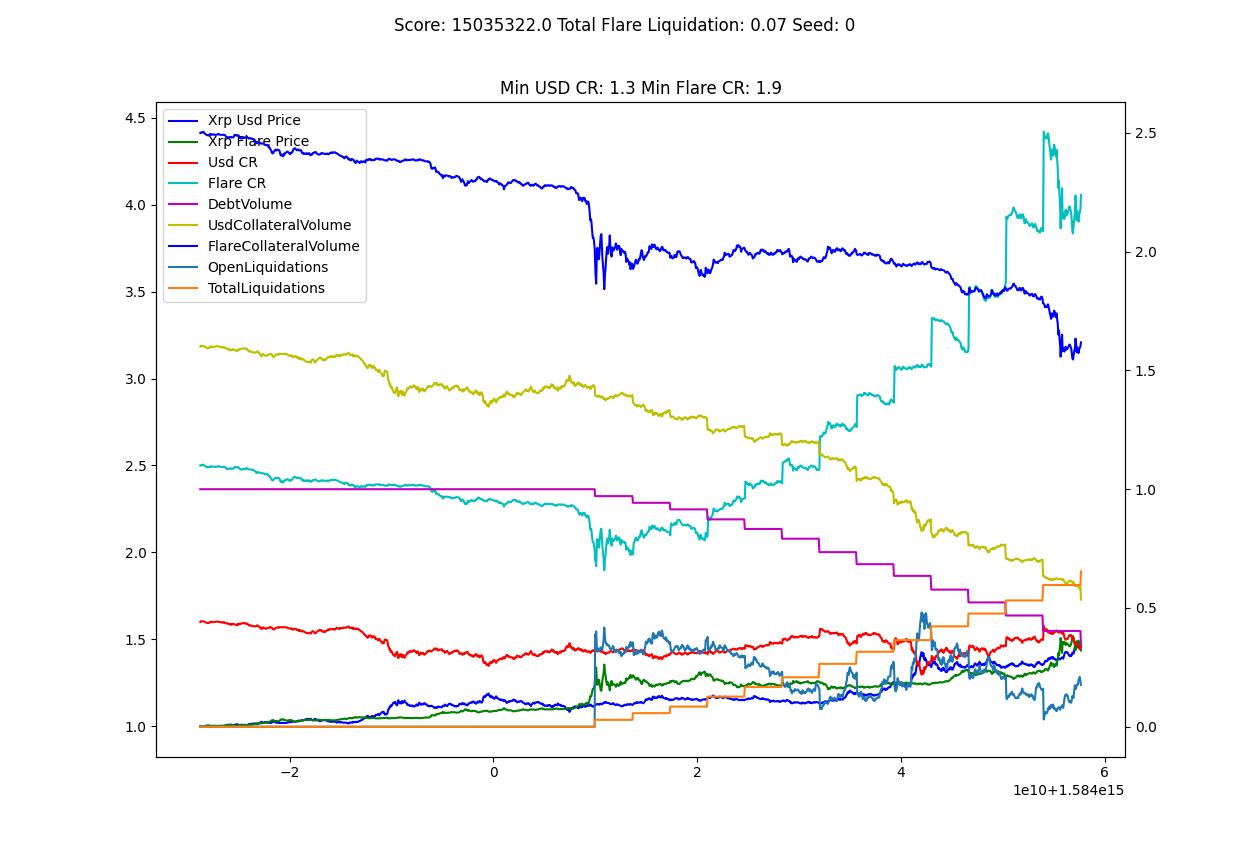 Score: 15035322.0 Total Flare Liquidation: 0.07 Seed: 0
Min USD CR: 1.3 Min Flare CR: 1.9
Xrp Usd Price
Xrp Flare Price
Usd CR
Flare CR
DebtVolume
UsdCollateralVolume
FlareCollateralVolume
OpenLiquidations
TotalLiquidations
4.5
4.0
3.5
3.0
2.5
2.0
1.5
1.0
2.5
2.0
1.5
1.0
0.5
0.0
−2 0 2 4 6
1e10+1.584e15